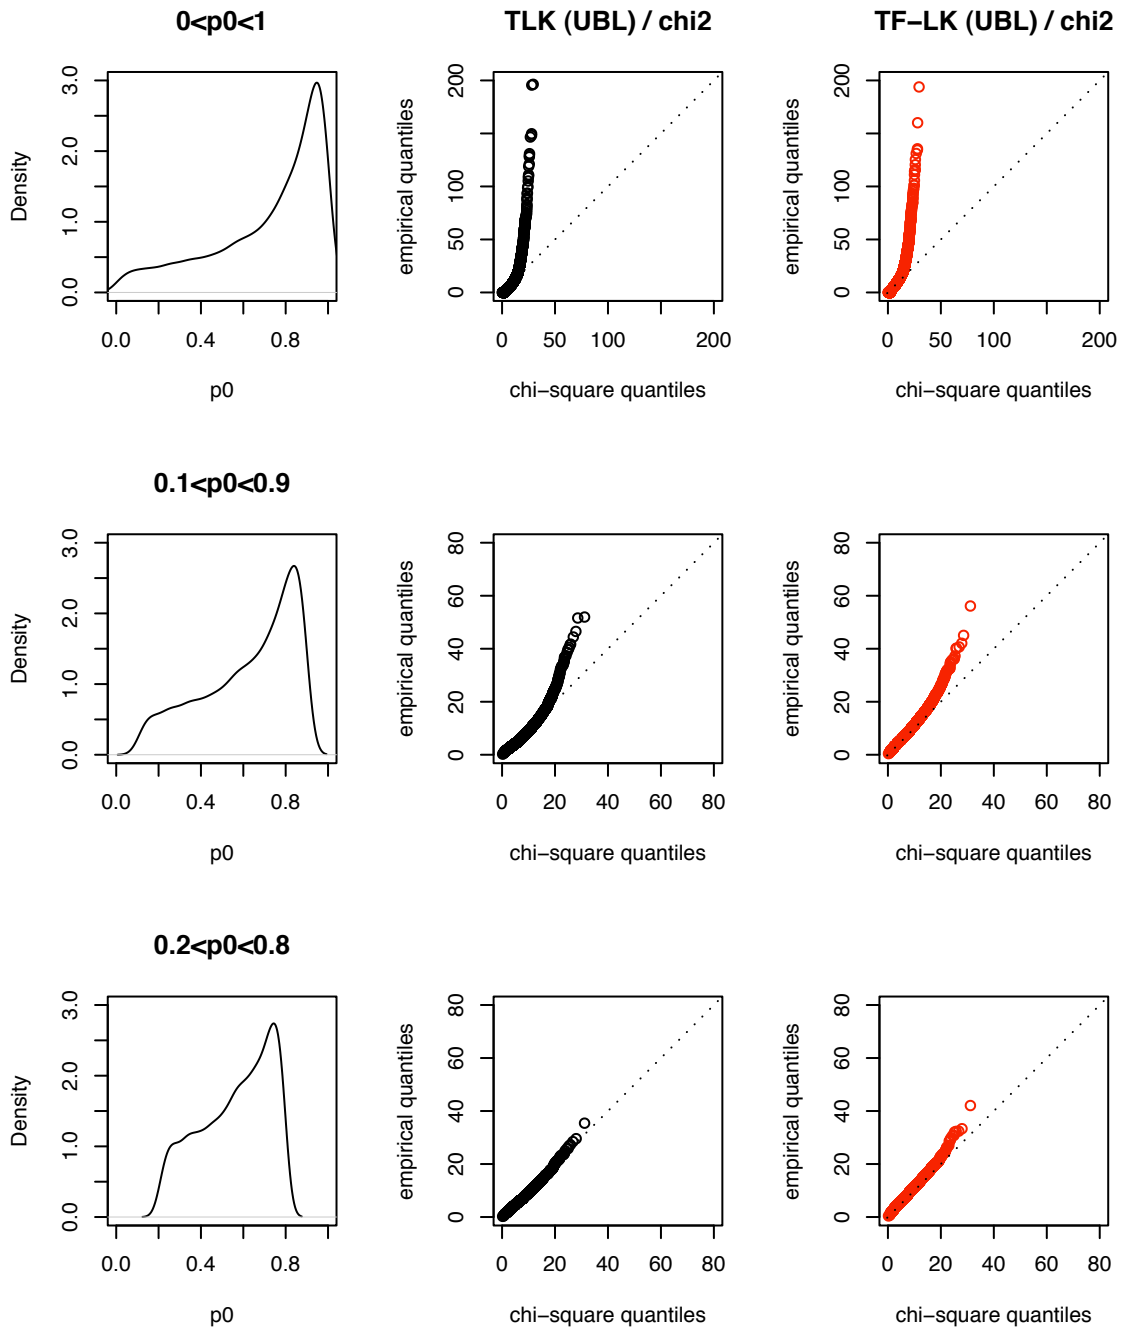 0<p0<1
TLK (UBL) / chi2
TF−LK (UBL) / chi2
Density
0.0 1.0 2.0 3.0
0.0 0.4 0.8
p0
empirical quantiles
0 50 100 200
0 50 100 200
chi−square quantiles
empirical quantiles
0 50 100 200
0 50 100 200
chi−square quantiles
0.1<p0<0.9
Density
0.0 1.0 2.0 3.0
0.0 0.4 0.8
p0
empirical quantiles
0 20 40 60 80
0 20 40 60 80
chi−square quantiles
empirical quantiles
0 20 40 60 80
0 20 40 60 80
chi−square quantiles
0.2<p0<0.8
Density
0.0 1.0 2.0 3.0
0.0 0.4 0.8
p0
empirical quantiles
0 20 40 60 80
0 20 40 60 80
chi−square quantiles
empirical quantiles
0 20 40 60 80
0 20 40 60 80
chi−square quantiles